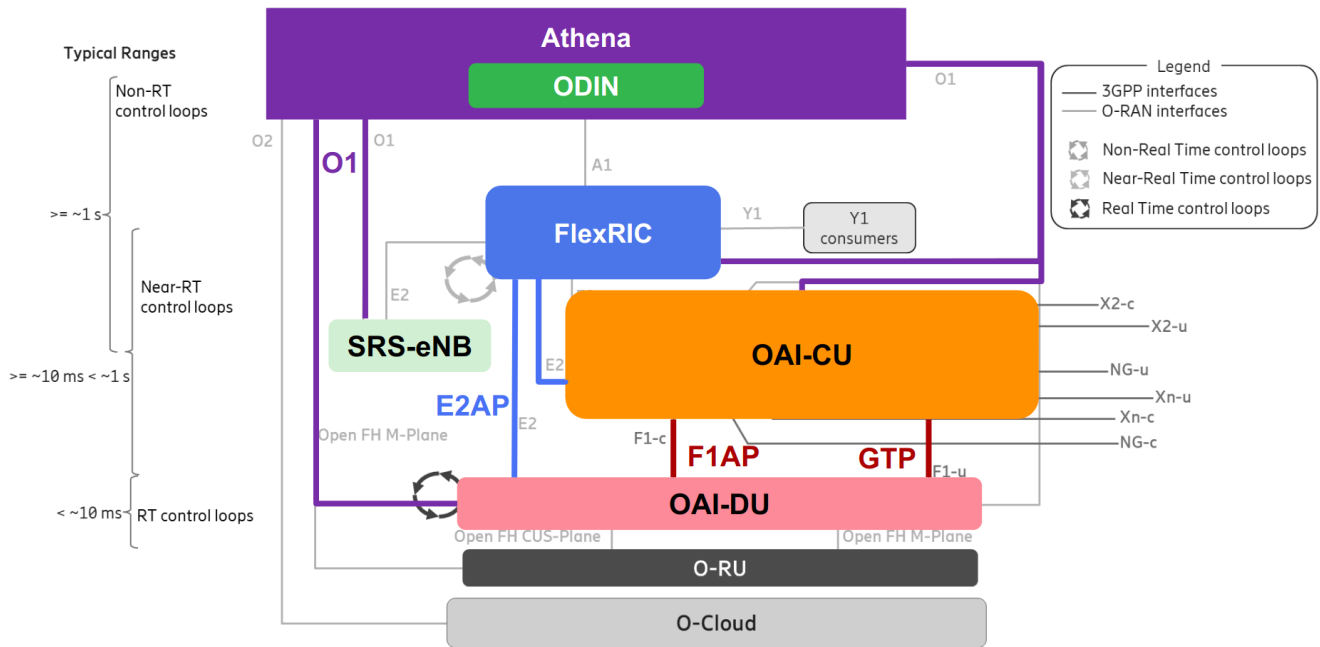 Athena
ODIN
Typical Ranges
Non-RT
control loops
>= ~1 s
Near-RT
control loops
>= ~10 ms < ~1 s
< ~10 ms
RT control loops
O2
O1
O1
A1
O1
Legend
3GPP interfaces
O-RAN interfaces
Non-Real Time control loops
Near-Real Time control loops
Real Time control loops
FlexRIC
Y1
Y1
consumers
E2
SRS-eNB
OAI-CU
E2
X2-c
X2-u
NG-u
Xn-u
Xn-c
NG-c
E2AP
E2
Open FH M-Plane
F1-c
F1AP
GTP
F1-u
OAI-DU
Open FH CUS-Plane
Open FH M-Plane
O-RU
O-Cloud